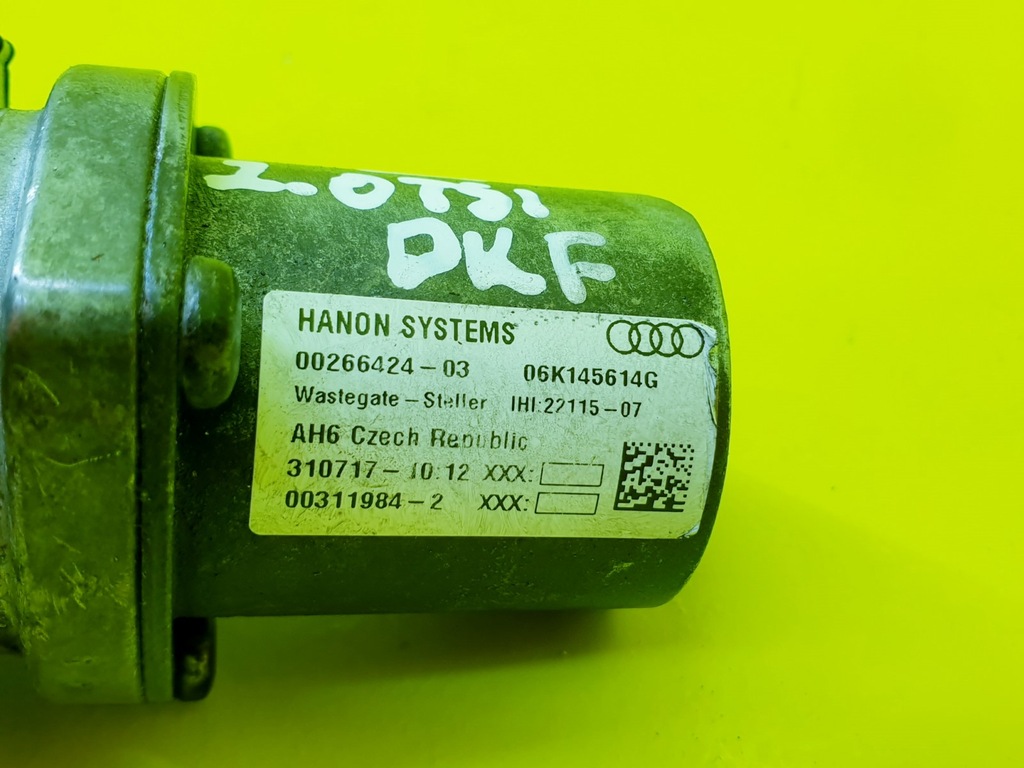 2.0TSI
DKF
HANON SYSTEMS
00266424-03 06K145614G
Wastegate-Steller IHI:22115-07
AH6 Czech Republic
310717-10:12 XXX:
00311984-2 XXX: